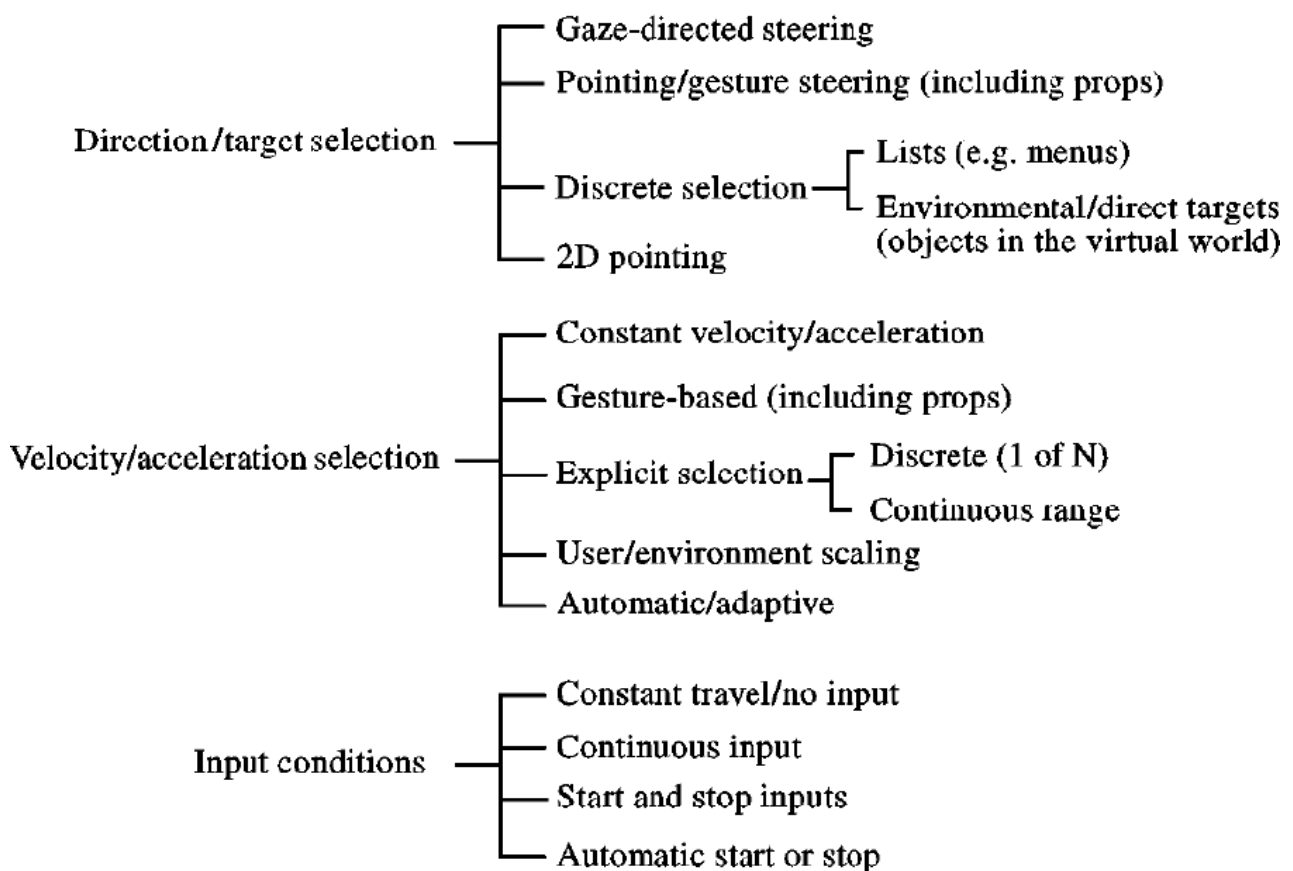 Gaze-directed steering
Pointing/gesture steering (including props)
Direction/target selection
Lists (e.g. menus)
Discrete selection
Environmental/direct targets
(objects in the virtual world)
2D pointing
Constant velocity/acceleration
Gesture-based (including props)
Velocity/acceleration selection
Discrete (1 of N)
Explicit selection
Continuous range
User/environment scaling
Automatic/adaptive
Constant travel/no input
Continuous input
Input conditions
Start and stop inputs
Automatic start or stop